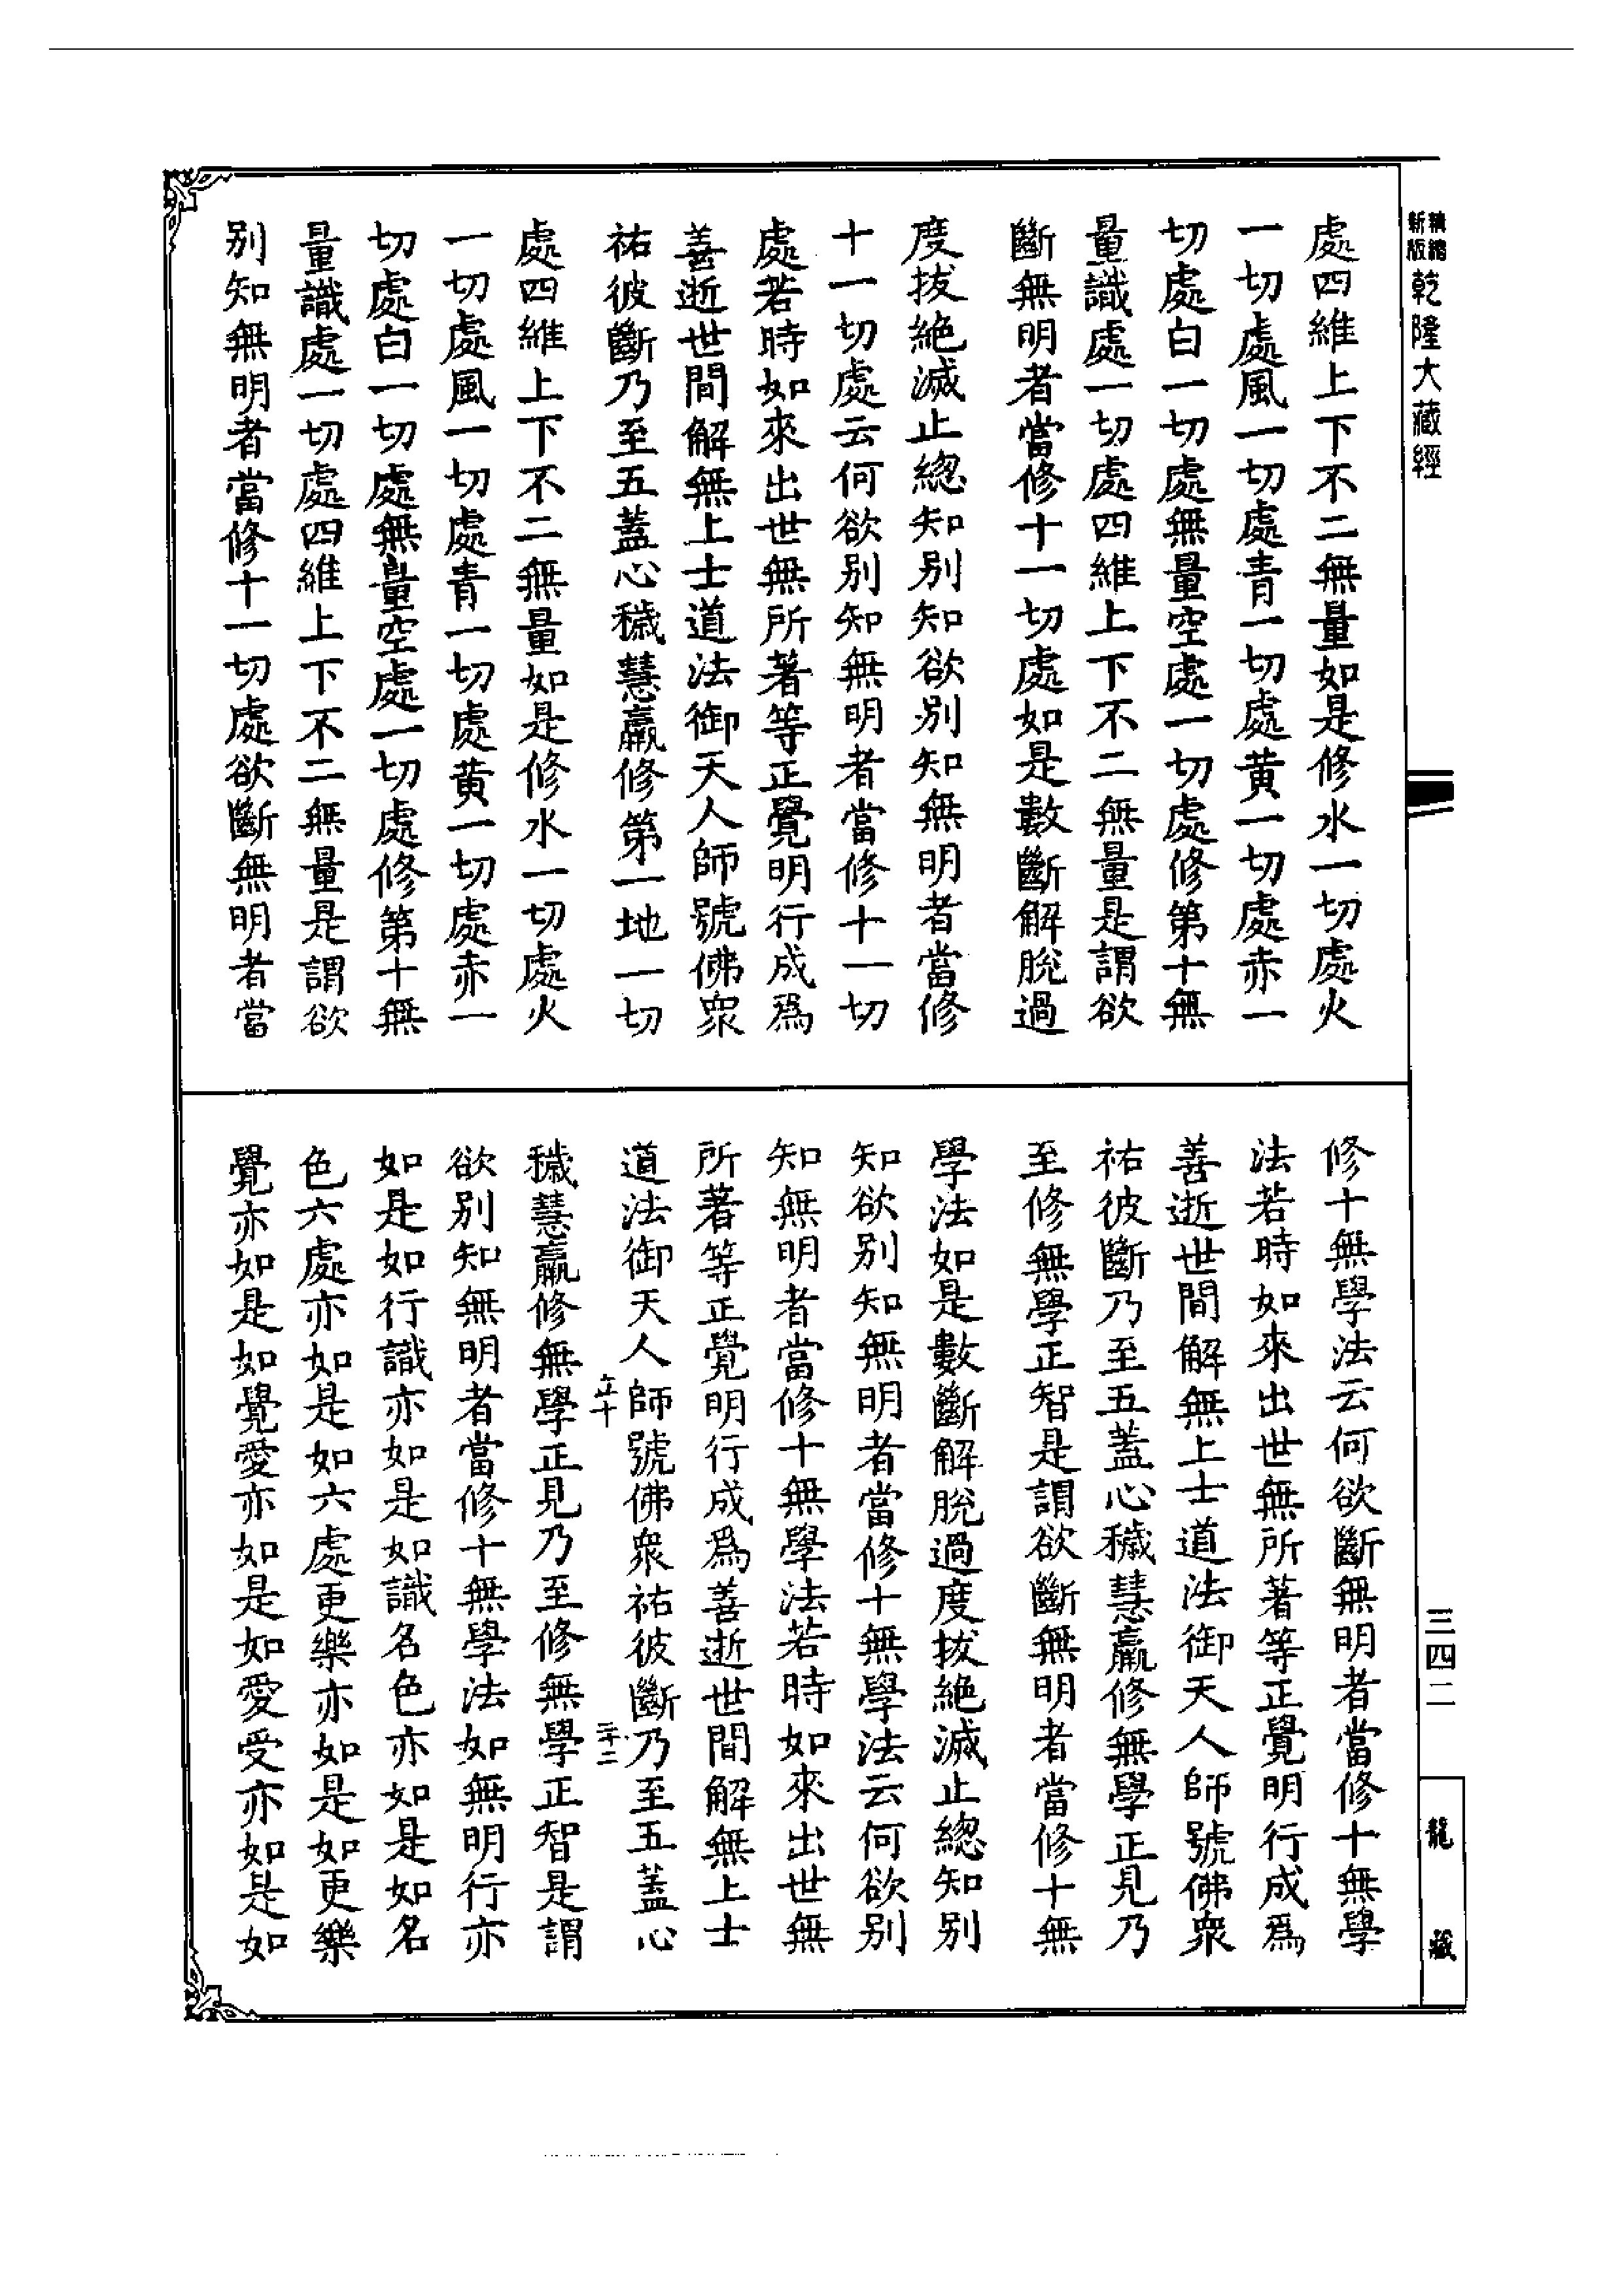 精縮
新版
乾隆大藏經
處四維上下不二無量如是修水一切處火
一切處風一切處青一切處黄一切處赤一
切處白一切處無量空處一切處修第十無
量識處一切處四維上下不二無量是謂欲
斷無明者當修十一切處如是數斷解脫過
度拔絶滅止總知別知欲別知無明者當修
十一切處云何欲別知無明者當修十一切
處若時如來出世無所著等正覺明行成爲
善逝世間解無上士道法御天人師號佛衆
祐彼斷乃至五蓋心穢慧羸修第一地一切
處四維上下不二無量如是修水一切處火
一切處風一切處青一切處黄一切處赤一
切處白一切處無量空處一切處修第十無
量識處一切處四維上下不二無量是謂欲
別知無明者當修十一切處欲斷無明者當
三四二
龍藏
修十無學法云何欲斷無明者當修十無學
法若時如來出世無所著等正覺明行成爲
善逝世間解無上士道法御天人師號佛衆
祐彼斷乃至五蓋心穢慧羸修無學正見乃
至修無學正智是謂欲斷無明者當修十無
學法如是數斷解脫過度拔絶滅止總知別
知欲別知無明者當修十無學法云何欲別
知無明者當修十無學法若時如來出世無
所著等正覺明行成爲善逝世間解無上士
道法御天人師號佛衆祐彼斷乃至五蓋心
穢慧羸修無學正見乃至修無學正智是謂
欲別知無明者當修十無學法如無明行亦
如是如行識亦如是如識名色亦如是如名
色六處亦如是如六處更樂亦如是如更樂
覺亦如是如覺愛亦如是如愛受亦如是如